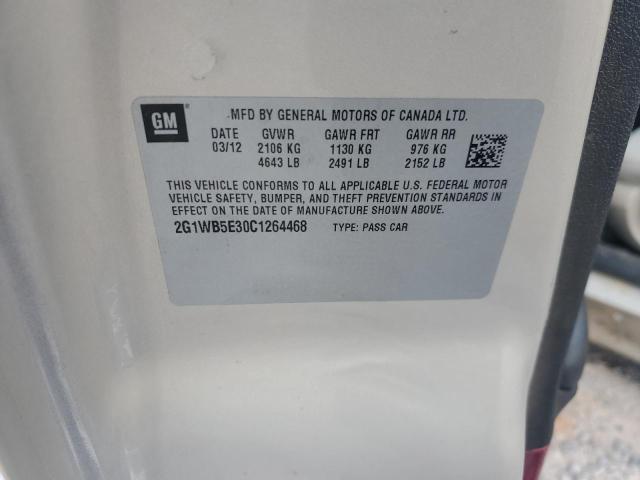 GM
MFD BY GENERAL MOTORS OF CANADA LTD.
DATE GVWR GAWR FRT GAWR RR
03/12 2106 KG 1130 KG 976 KG
4643 LB 2491 LB 2152 LB
THIS VEHICLE CONFORMS TO ALL APPLICABLE U.S. FEDERAL MOTOR
VEHICLE SAFETY, BUMPER, AND THEFT PREVENTION STANDARDS IN
EFFECT ON THE DATE OF MANUFACTURE SHOWN ABOVE.
2G1WB5E30C1264468 TYPE: PASS CAR